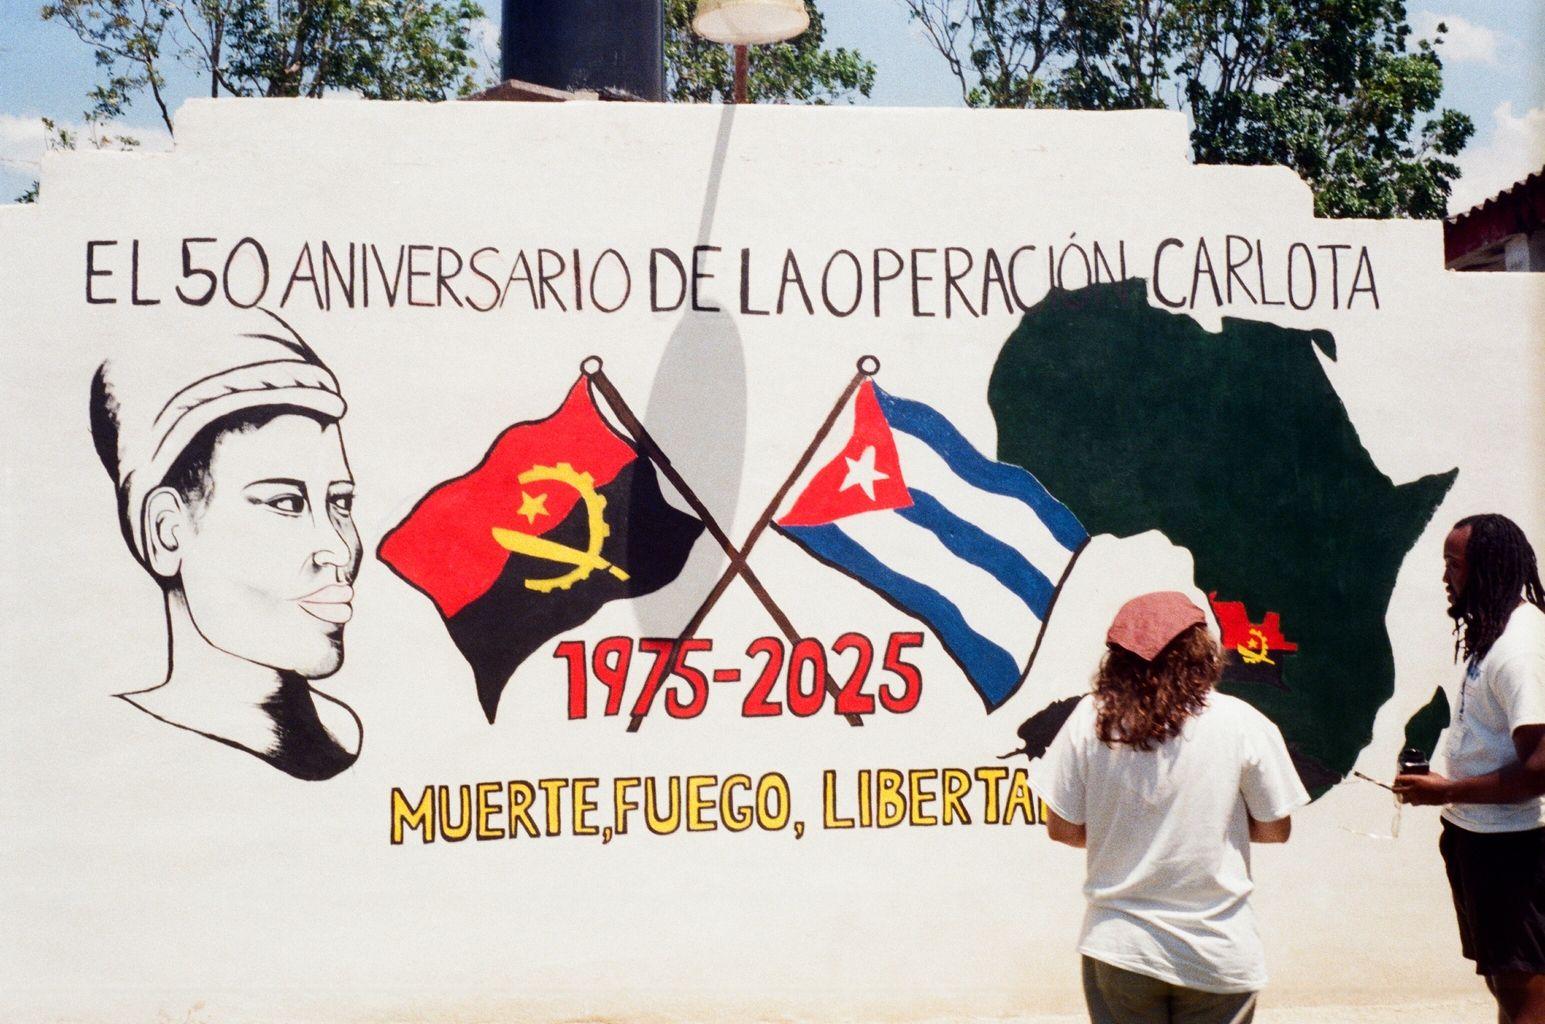 EL 50 ANIVERSARIO DE LA OPERACIÓN CARLOTA
1975-2025
MUERTE, FUEGO, LIBERTA